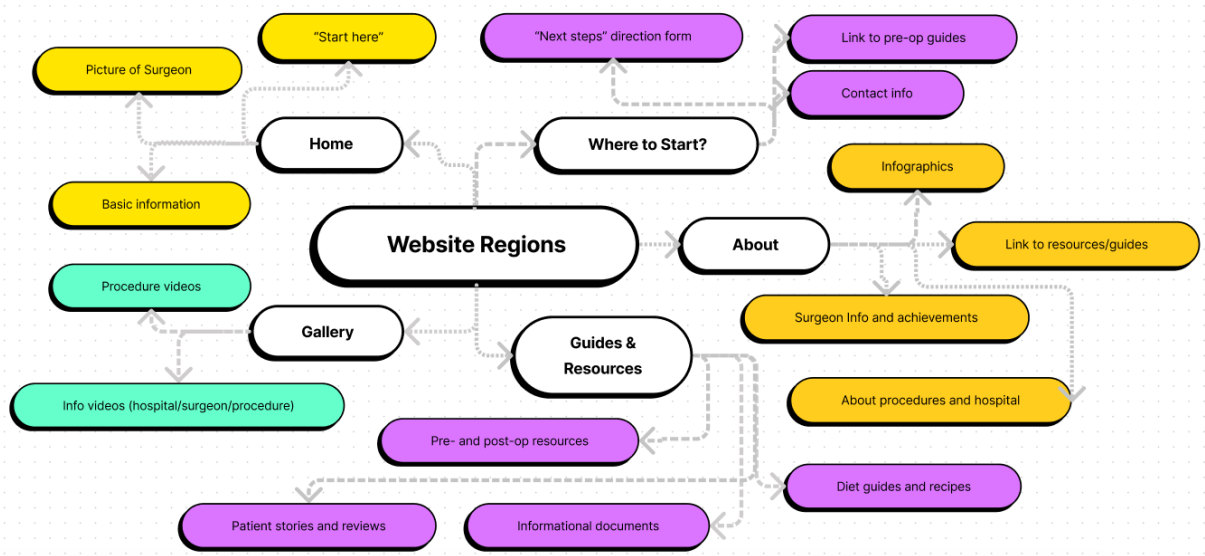 "Start here"
"Next steps" direction form
Link to pre-op guides
Picture of Surgeon
Contact info
Home
Where to Start?
Infographics
Basic information
Website Regions
About
Link to resources/guides
Procedure videos
Surgeon Info and achievements
Gallery
Guides &
Resources
Info videos (hospital/surgeon/procedure)
About procedures and hospital
Pre- and post-op resources
Diet guides and recipes
Patient stories and reviews
Informational documents